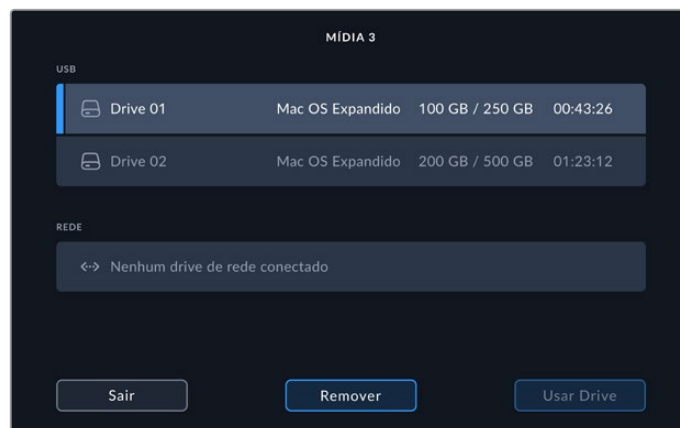 MÍDIA 3
USB
Drive 01 Mac OS Expandido 100 GB / 250 GB 00:43:26
Drive 02 Mac OS Expandido 200 GB / 500 GB 01:23:12
REDE
Nenhum drive de rede conectado
Sair Remover Usar Drive